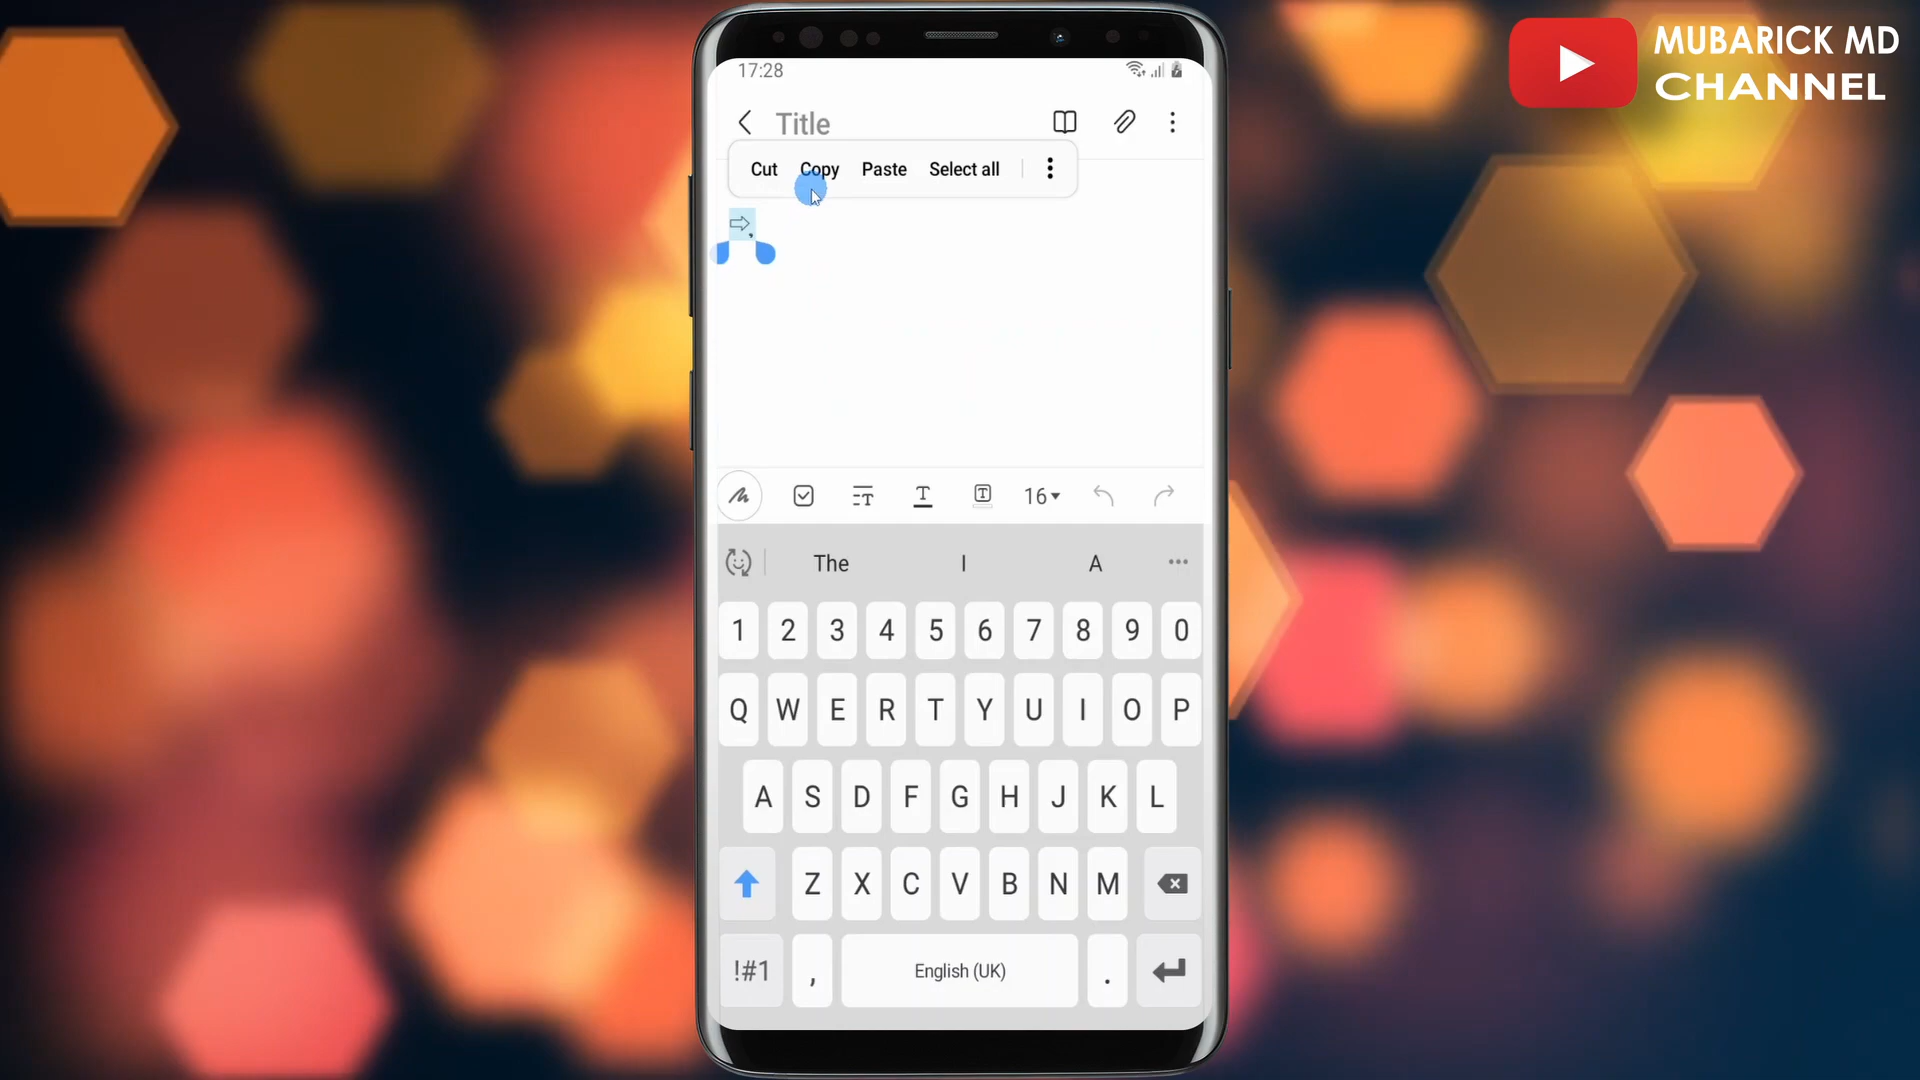 MUBARICK MD
CHANNEL
17:28
Title
Cut Copy Paste Select all
⇨,
16
The I A
1 2 3 4 5 6 7 8 9 0
Q W E R T Y U I O P
A S D F G H J K L
Z X C V B N M
!#1 , English (UK) .